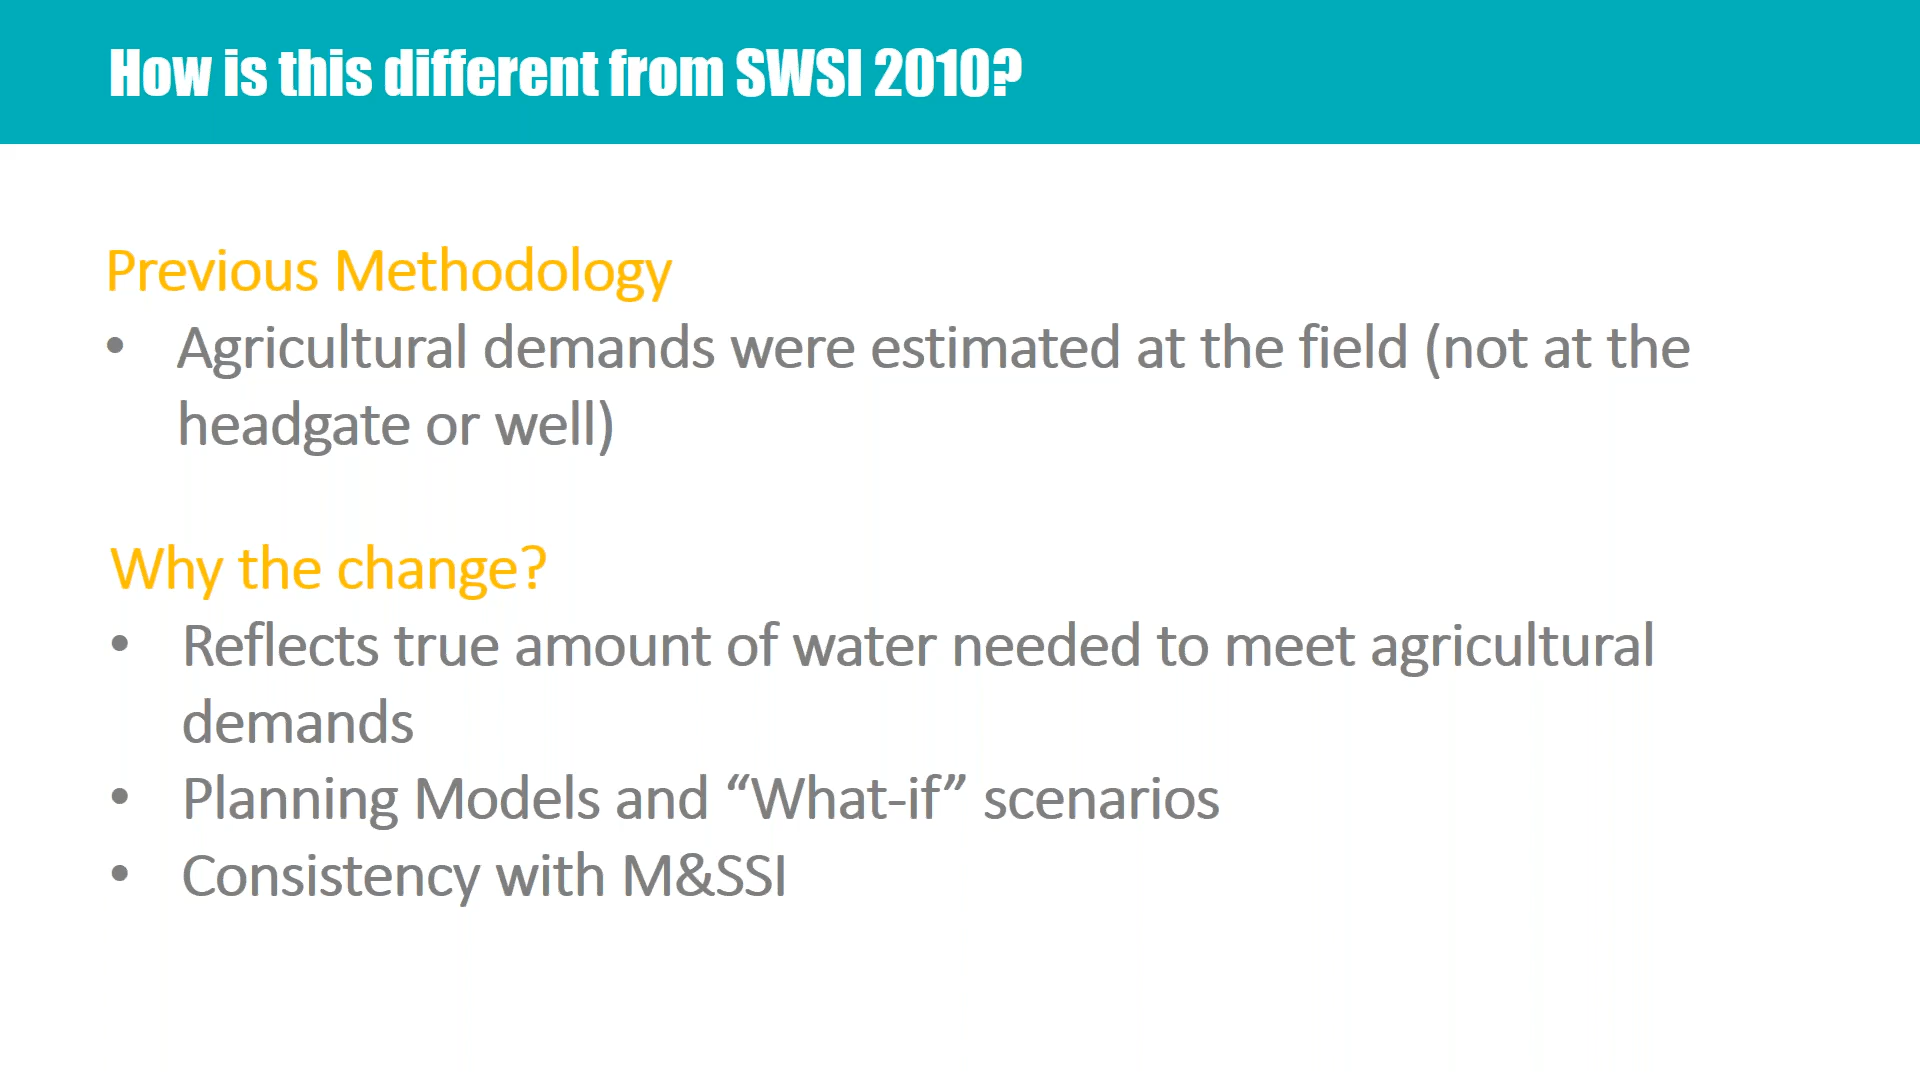 How is this different from SWSI 2010?
Previous Methodology
• Agricultural demands were estimated at the field (not at the
headgate or well)
Why the change?
• Reflects true amount of water needed to meet agricultural
demands
• Planning Models and “What-if” scenarios
• Consistency with M&SSI